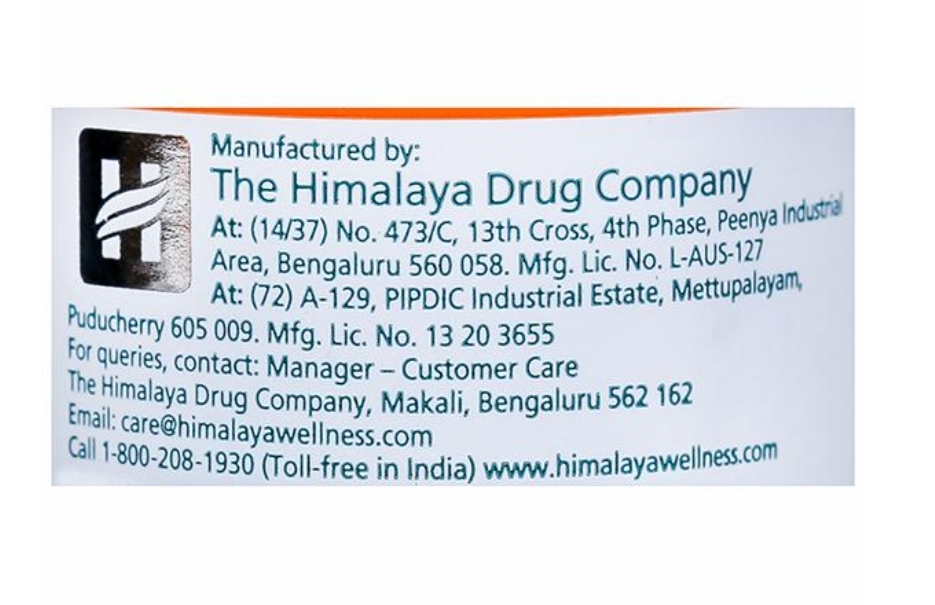 H
Manufactured by:
The Himalaya Drug Company
At: (14/37) No. 473/C, 13th Cross, 4th Phase, Peenya Industrial
Area, Bengaluru 560 058. Mfg. Lic. No. L-AUS-127
At: (72) A-129, PIPDIC Industrial Estate, Mettupalayam,
Puducherry 605 009. Mfg. Lic. No. 13 20 3655
For queries, contact: Manager – Customer Care
The Himalaya Drug Company, Makali, Bengaluru 562 162
Email: care@himalayawellness.com
Call 1-800-208-1930 (Toll-free in India) www.himalayawellness.com